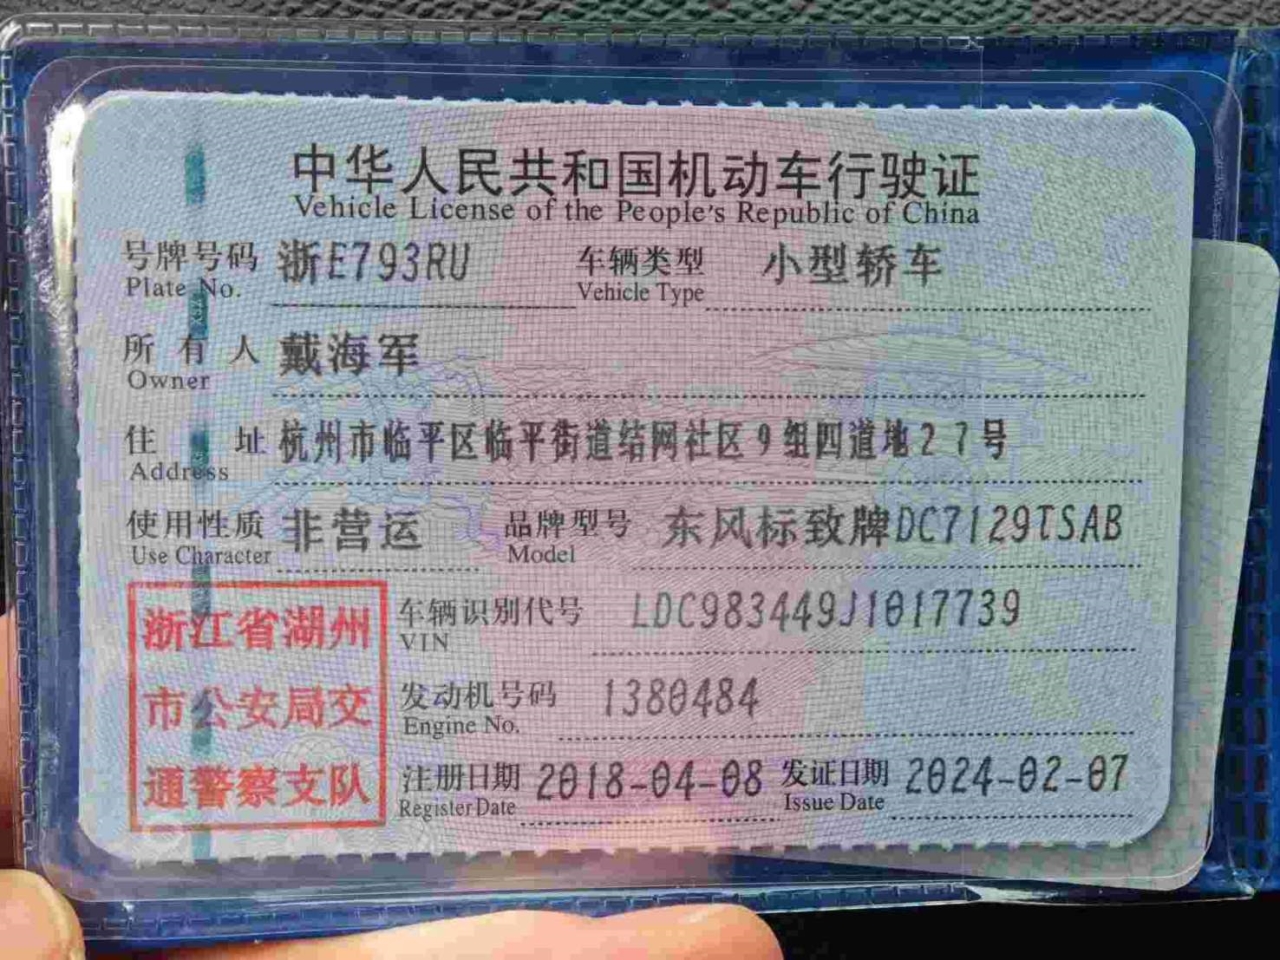 中华人民共和国机动车行驶证
Vehicle License of the People's Republic of China
号牌号码 浙E793RU 车辆类型 小型轿车
Plate No. Vehicle Type
所有人 戴海军
Owner
住址 杭州市临平区临平街道结网社区9组四道地27号
Address
使用性质 非营运 品牌型号 东风标致牌DC7129TSAB
Use Character Model
浙江省湖州
市公安局交
通警察支队
车辆识别代号 LDC983449J1017739
VIN
发动机号码 1380484
Engine No.
注册日期 2018-04-08 发证日期 2024-02-07
Register Date Issue Date